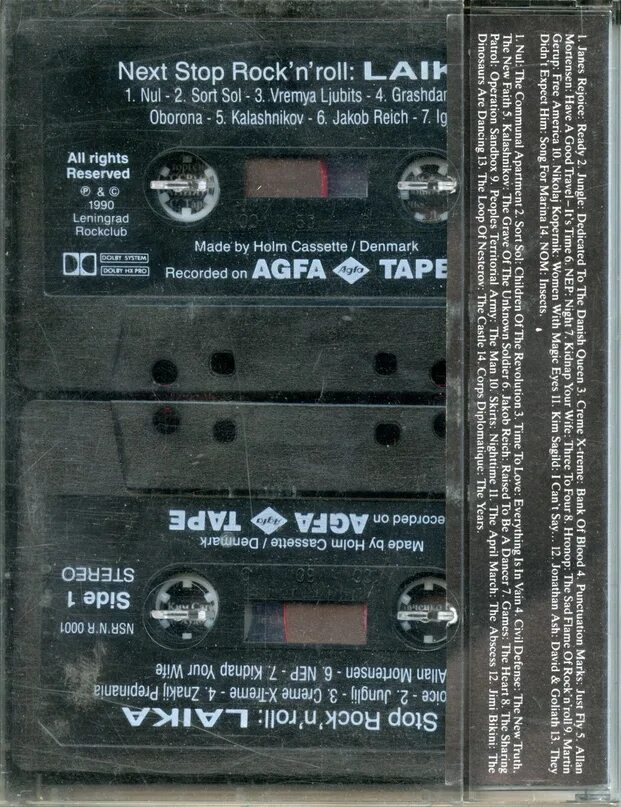 Next Stop Rock'n'roll: LAIK
1. Nul - 2. Sort Sol - 3. Vremya Ljubits - 4. Grashdan
Oborona - 5. Kalashnikov - 6. Jakob Reich - 7. Ig
All rights
Reserved
℗ & ©
1990
Leningrad
Rockclub
DOLBY SYSTEM
DOLBY HX PRO
Made by Holm Cassette / Denmark
Recorded on AGFA Agfa TAPE
ecorded on AGFA Agfa TAPE
Made by Holm Cassette / Denmark
Side 1
STEREO
NSR'N'R 0001
Allan Mortensen - 6. NEP - 7. Kidnap Your Wife
oice - 2. Junglij - 3. Creme X-Treme - 4. Znakij Prepinania
Stop Rock'n'roll: LAIKA
1. Janes Rejoice: Ready 2. Jungle: Dedicated To The Danish Queen 3. Creme X-treme: Bank Of Blood 4. Punctuation Marks: Just Fly 5. Allan
Mortensen: Have A Good Travel – It's Time 6. NEP: Night 7. Kidnap Your Wife: Three To Four 8. Hronop: The Sad Flame Of Rock'n'roll 9. Martin
Gerup: Free America 10. Nikolaj Kopernik: Women With Magic Eyes 11. Kim Sagild: I Can't Say... 12. Jonathan Ash: David & Goliath 13. They
Didn't Expect Him: Song For Marina 14. NOM: Insects.
1. Nul: The Communal Apartment 2. Sort Sol: Children Of The Revolution 3. Time To Love: Everything Is In Vain 4. Civil Defense: The New Truth,
The New Faith 5. Kalashnikov: The Grave Of The Unknown Soldier 6. Jakob Reich: Raised To Be A Dancer 7. Games: The Heart 8. The Sharing
Patrol: Operation Sandbox 9. Peoples Territorial Army: The Man 10. Skirts: Nighttime 11. The April March: The Abscess 12. Jimi Bikini: The
Dinosaurs Are Dancing 13. The Loop Of Nesterov: The Castle 14. Corps Diplomatique: The Years.